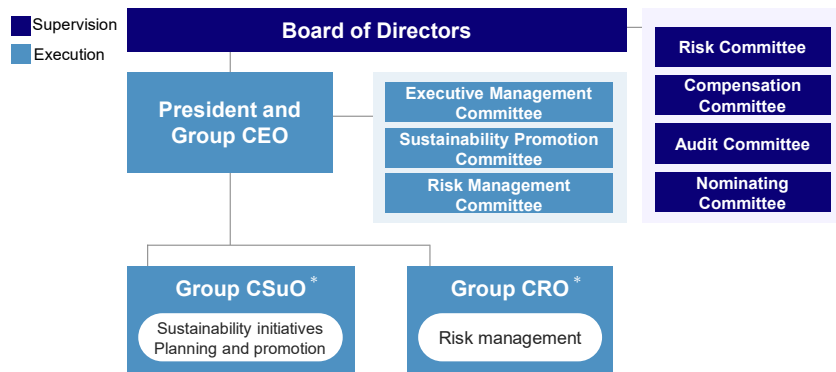 Supervision
Execution
Board of Directors
President and
Group CEO
Executive Management
Committee
Sustainability Promotion
Committee
Risk Management
Committee
Risk Committee
Compensation
Committee
Audit Committee
Nominating
Committee
Group CSuO *
Sustainability initiatives
Planning and promotion
Group CRO *
Risk management